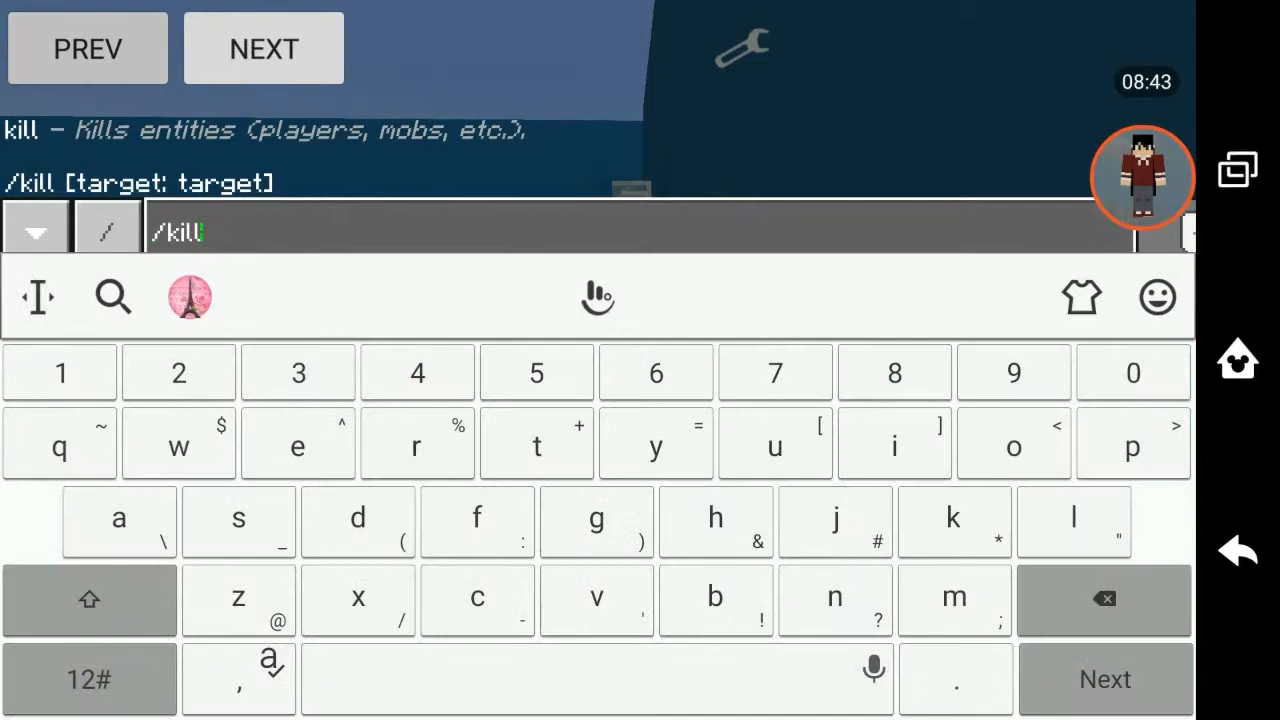 PREV NEXT
08:43
kill – Kills entities (players, mobs, etc.).
/kill [target: target]
/ /kill
1 2 3 4 5 6 7 8 9 0
q ~ w $ e ^ r % t + y = u [ i ] o < p >
a \ s _ d ( f : g ) h & j # k * l "
z @ x / c - v ' b ! n ? m ;
12# , a . Next